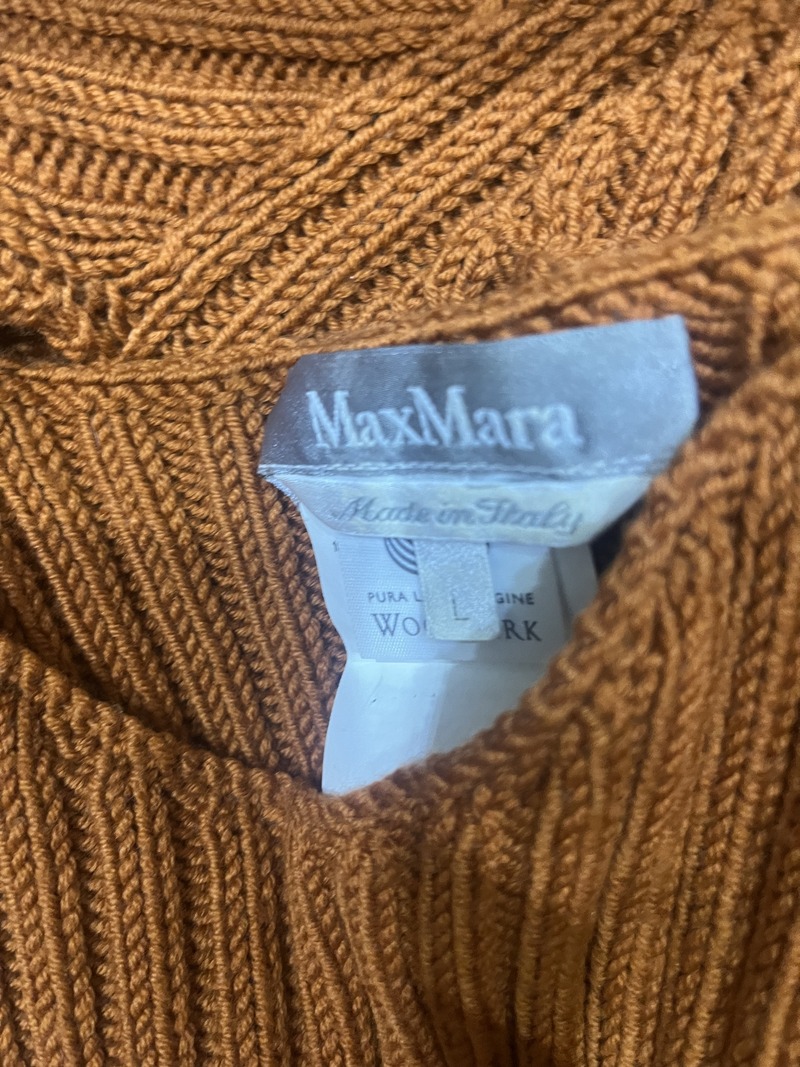 MaxMara
Made in Italy
PURA L GINE
WO RK
L